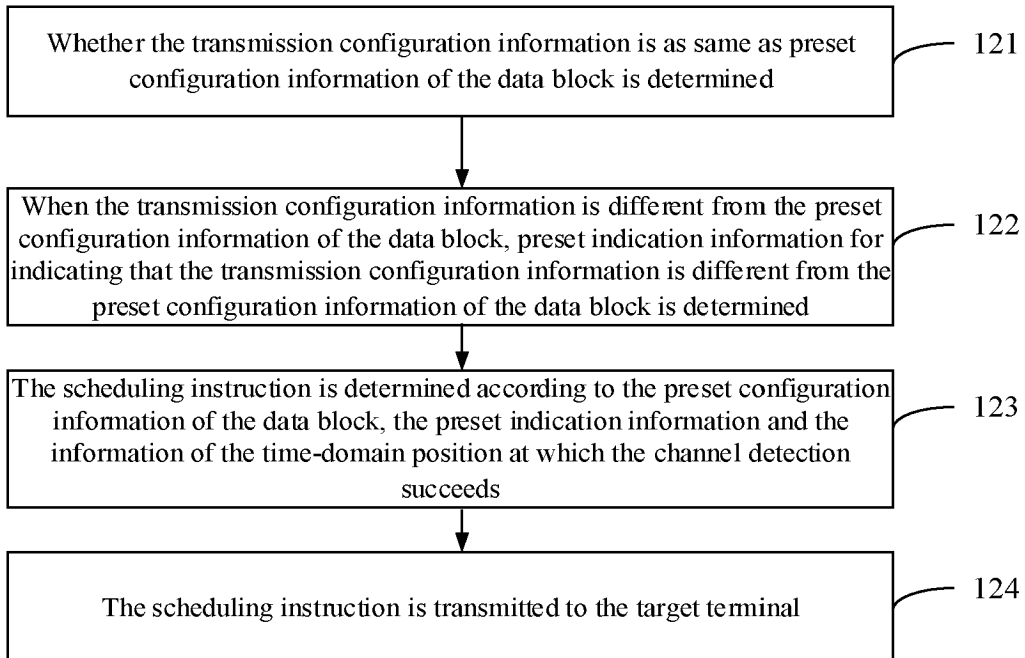 Whether the transmission configuration information is as same as preset
configuration information of the data block is determined
121
When the transmission configuration information is different from the preset
configuration information of the data block, preset indication information for
indicating that the transmission configuration information is different from the
preset configuration information of the data block is determined
122
The scheduling instruction is determined according to the preset configuration
information of the data block, the preset indication information and the
information of the time-domain position at which the channel detection
succeeds
123
The scheduling instruction is transmitted to the target terminal
124